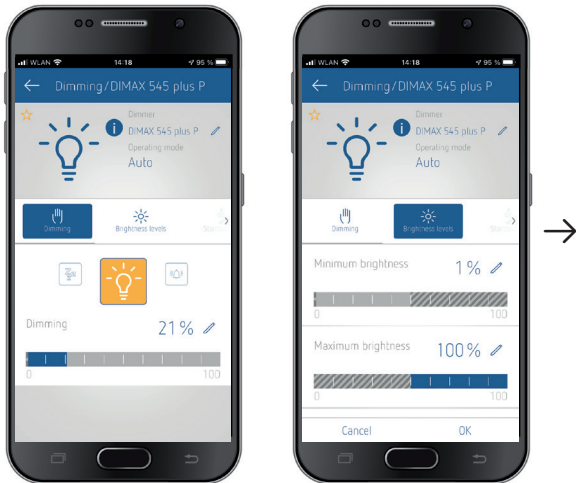 WLAN 14:18 95 %
Dimming/DIMAX 545 plus P
Dimmer
DIMAX 545 plus P
Operating mode
Auto
Dimming
Brightness levels
Dimming
21%
0
100
WLAN 14:18 95 %
Dimming/DIMAX 545 plus P
Dimmer
DIMAX 545 plus P
Operating mode
Auto
Dimming
Brightness levels
Minimum brightness
1%
0
100
Maximum brightness
100%
0
100
Cancel
OK